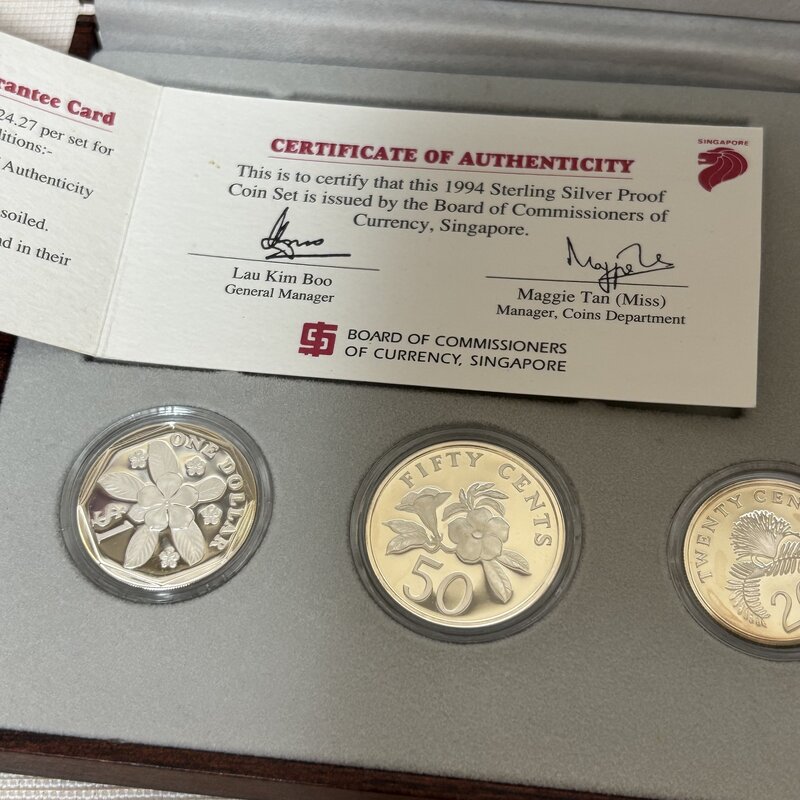 rantee Card
24.27 per set for
ditions:-
Authenticity
soiled.
nd in their
CERTIFICATE OF AUTHENTICITY
This is to certify that this 1994 Sterling Silver Proof
Coin Set is issued by the Board of Commissioners of
Currency, Singapore.
SINGAPORE
Lau Kim Boo
General Manager
Maggie Tan (Miss)
Manager, Coins Department
BOARD OF COMMISSIONERS
OF CURRENCY, SINGAPORE
ONE DOLLAR
$1
FIFTY CENTS
50
TWENTY CEN
20